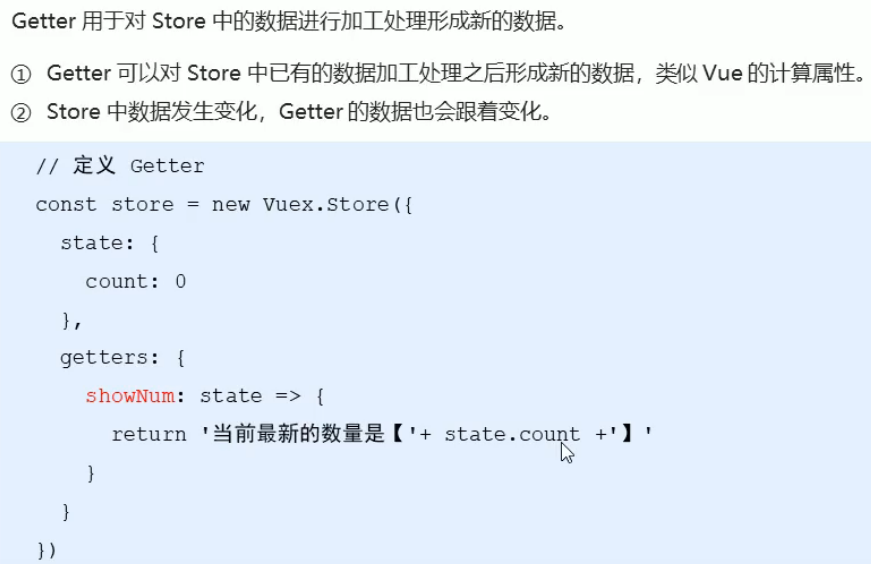 Getter 用于对 Store 中的数据进行加工处理形成新的数据。
① Getter 可以对 Store 中已有的数据加工处理之后形成新的数据，类似 Vue 的计算属性。
② Store 中数据发生变化，Getter 的数据也会跟着变化。
// 定义 Getter
const store = new Vuex.Store({
state: {
count: 0
},
getters: {
showNum: state => {
return '当前最新的数量是【'+ state.count +'】'
}
}
})